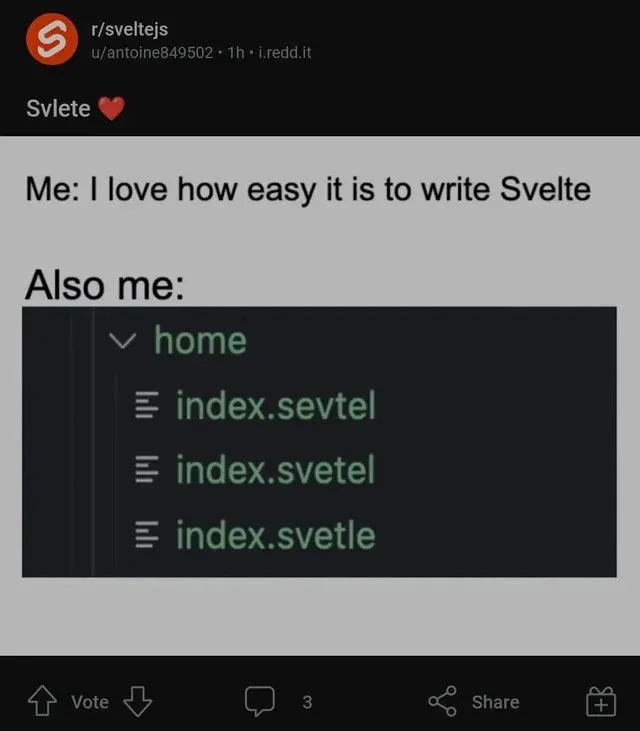 r/sveltejs
u/antoine849502 • 1h • i.redd.it
Svlete ❤️
Me: I love how easy it is to write Svelte
Also me:
home
index.sevtel
index.svetel
index.svetle
Vote 3 Share